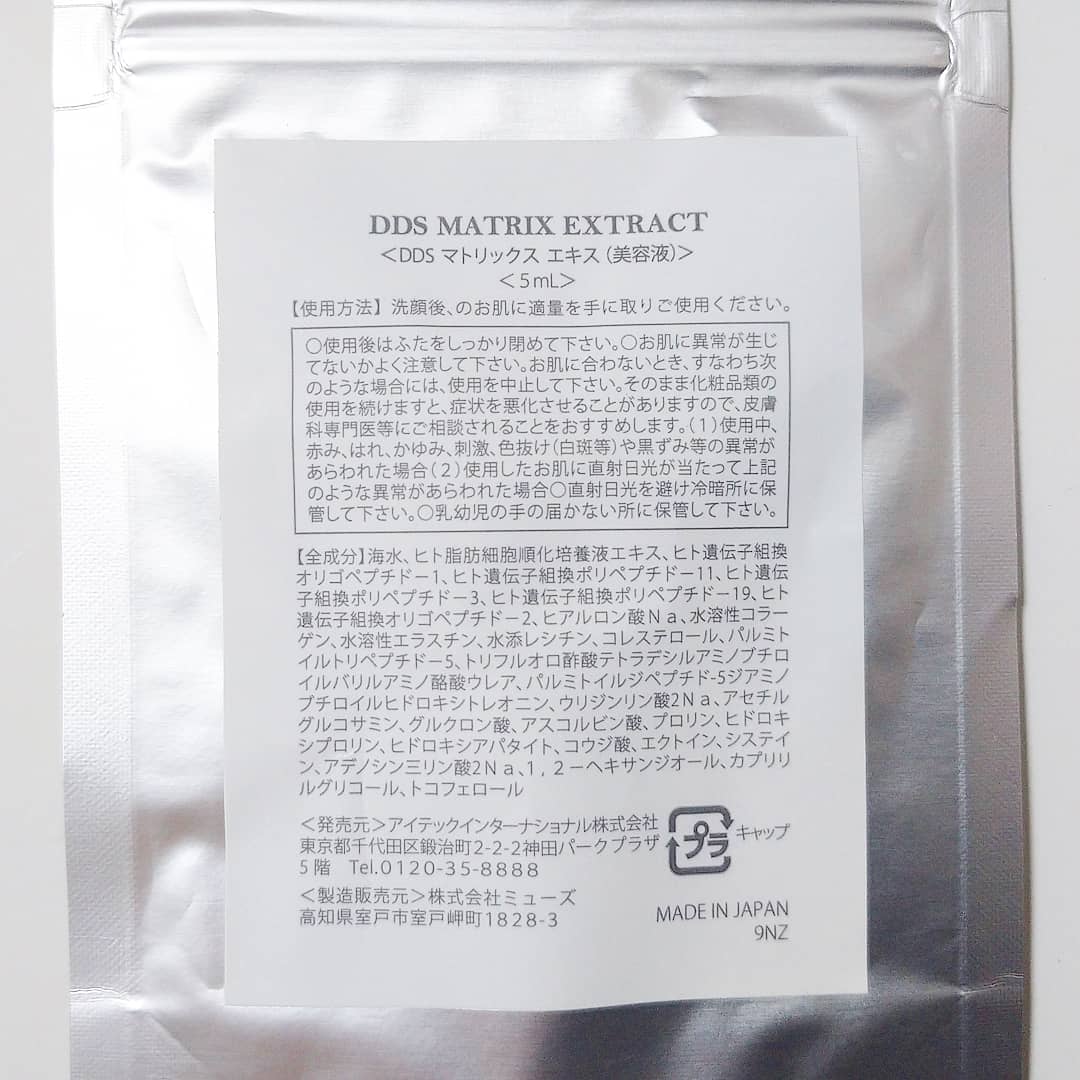 DDS MATRIX EXTRACT
＜DDS マトリックス エキス（美容液）＞
＜5mL＞
【使用方法】洗顔後、のお肌に適量を手に取りご使用ください。
○使用後はふたをしっかり閉めて下さい。○お肌に異常が生じ
てないかよく注意して下さい。お肌に合わないとき、すなわち次
のような場合には、使用を中止して下さい。そのまま化粧品類の
使用を続けますと、症状を悪化させることがありますので、皮膚
科専門医等にご相談されることをおすすめします。（1）使用中、
赤み、はれ、かゆみ、刺激、色抜け（白斑等）や黒ずみ等の異常が
あらわれた場合（2）使用したお肌に直射日光が当たって上記
のような異常があらわれた場合○直射日光を避け冷暗所に保
管して下さい。○乳幼児の手の届かない所に保管して下さい。
【全成分】海水、ヒト脂肪細胞順化培養液エキス、ヒト遺伝子組換
オリゴペプチドー1、ヒト遺伝子組換ポリペプチドー11、ヒト遺伝
子組換ポリペプチドー3、ヒト遺伝子組換ポリペプチドー19、ヒト
遺伝子組換オリゴペプチドー2、ヒアルロン酸Ｎａ、水溶性コラー
ゲン、水溶性エラスチン、水添レシチン、コレステロール、パルミト
イルトリペプチドー5、トリフルオロ酢酸テトラデシルアミノブチロ
イルバリルアミノ酪酸ウレア、パルミトイルジペプチド-5ジアミノ
ブチロイルヒドロキシトレオニン、ウリジンリン酸2Ｎａ、アセチル
グルコサミン、グルクロン酸、アスコルビン酸、プロリン、ヒドロキ
シプロリン、ヒドロキシアパタイト、コウジ酸、エクトイン、システイ
ン、アデノシン三リン酸2Ｎａ、1，2－ヘキサンジオール、カプリリ
ルグリコール、トコフェロール
＜発売元＞アイテックインターナショナル株式会社
東京都千代田区鍛治町2-2-2神田パークプラザ
5階 Tel.0120-35-8888
プラ キャップ
＜製造販売元＞株式会社ミューズ
高知県室戸市室戸岬町1828-3
MADE IN JAPAN
9NZ